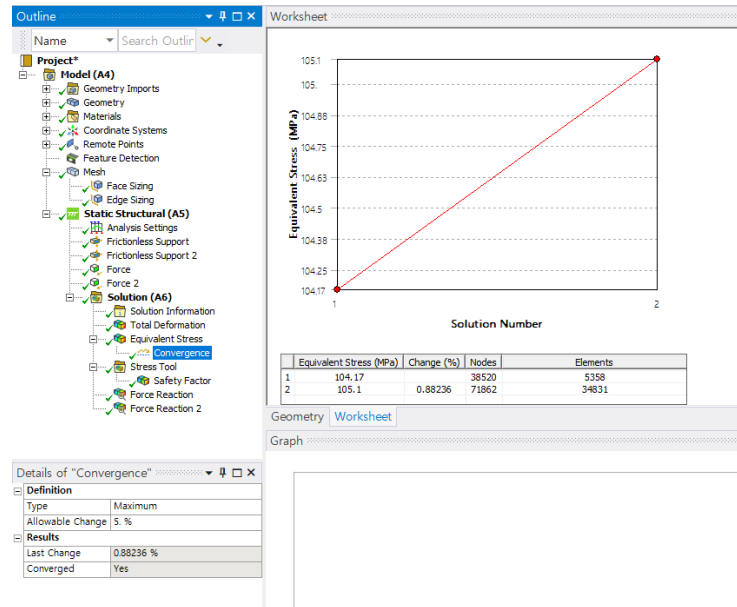 Outline
Name
Search Outlir
Project*
Model (A4)
Geometry Imports
Geometry
Materials
Coordinate Systems
Remote Points
Feature Detection
Mesh
Face Sizing
Edge Sizing
Static Structural (A5)
Analysis Settings
Frictionless Support
Frictionless Support 2
Force
Force 2
Solution (A6)
Solution Information
Total Deformation
Equivalent Stress
Convergence
Stress Tool
Safety Factor
Force Reaction
Force Reaction 2
Details of "Convergence"
Definition
Type Maximum
Allowable Change 5. %
Results
Last Change 0.88236 %
Converged Yes
Worksheet
Equivalent Stress (MPa)
105.1
105.
104.88
104.75
104.63
104.5
104.38
104.25
104.17
1 2
Solution Number
Equivalent Stress (MPa) Change (%) Nodes Elements
1 104.17 38520 5358
2 105.1 0.88236 71862 34831
Geometry Worksheet
Graph